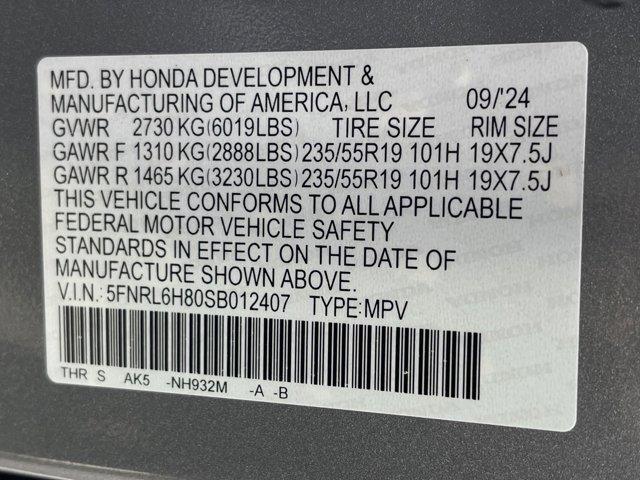 MFD. BY HONDA DEVELOPMENT &
MANUFACTURING OF AMERICA, LLC 09/'24
GVWR 2730 KG(6019LBS) TIRE SIZE RIM SIZE
GAWR F 1310 KG(2888LBS) 235/55R19 101H 19X7.5J
GAWR R 1465 KG(3230LBS) 235/55R19 101H 19X7.5J
THIS VEHICLE CONFORMS TO ALL APPLICABLE
FEDERAL MOTOR VEHICLE SAFETY
STANDARDS IN EFFECT ON THE DATE OF
MANUFACTURE SHOWN ABOVE.
V.I.N.: 5FNRL6H80SB012407 TYPE:MPV
THR S AK5 -NH932M -A -B